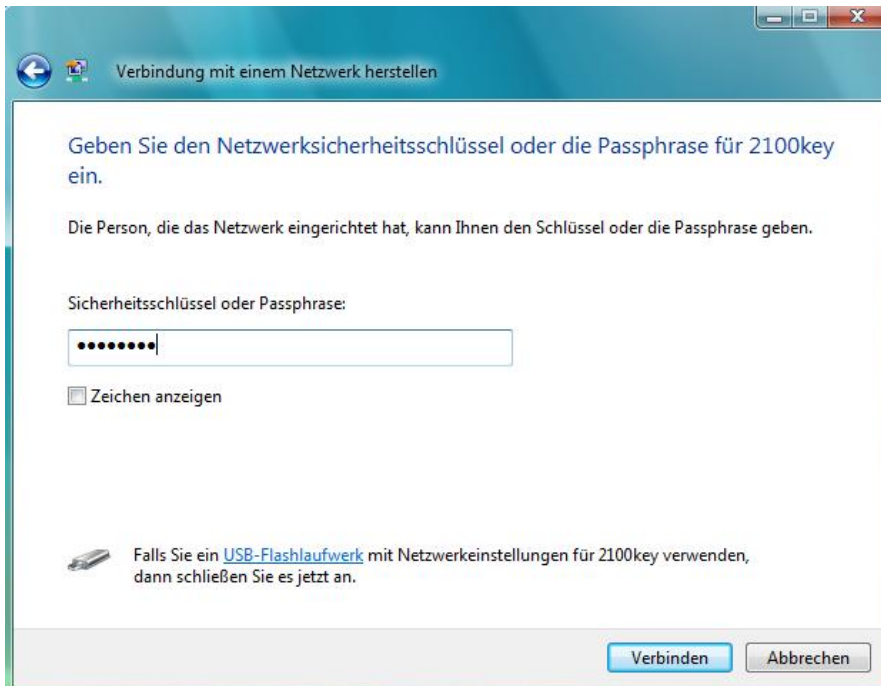 Verbindung mit einem Netzwerk herstellen
Geben Sie den Netzwerksicherheitsschlüssel oder die Passphrase für 2100key
ein.
Die Person, die das Netzwerk eingerichtet hat, kann Ihnen den Schlüssel oder die Passphrase geben.
Sicherheitsschlüssel oder Passphrase:
••••••••
Zeichen anzeigen
Falls Sie ein USB-Flashlaufwerk mit Netzwerkeinstellungen für 2100key verwenden,
dann schließen Sie es jetzt an.
Verbinden Abbrechen